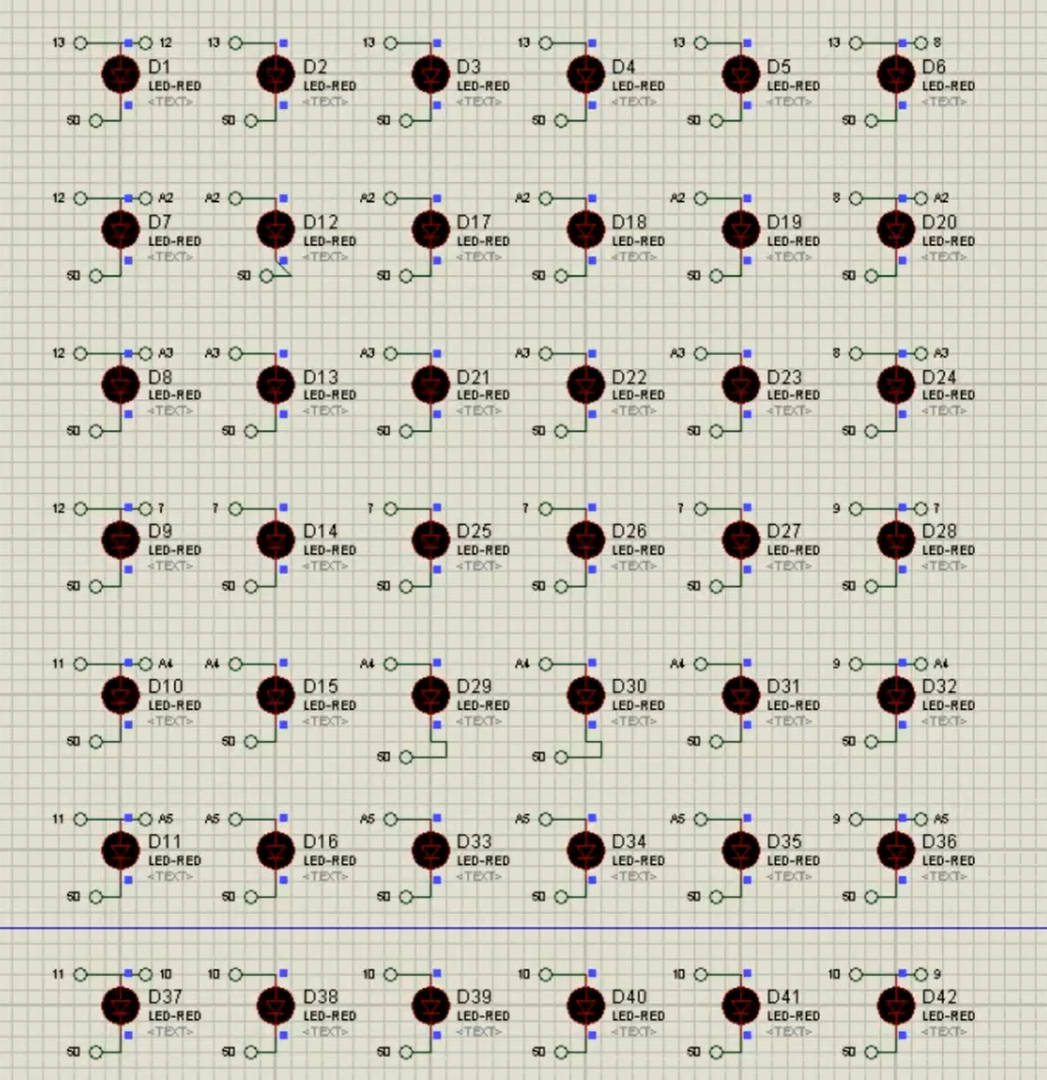 13 12 13 13 13 13 13 8
D1 D2 D3 D4 D5 D6
LED-RED LED-RED LED-RED LED-RED LED-RED LED-RED
<TEXT> <TEXT> <TEXT> <TEXT> <TEXT> <TEXT>
S0 S0 S0 S0 S0 S0
12 A2 A2 A2 A2 A2 8 A2
D7 D12 D17 D18 D19 D20
LED-RED LED-RED LED-RED LED-RED LED-RED LED-RED
<TEXT> <TEXT> <TEXT> <TEXT> <TEXT> <TEXT>
S0 S0 S0 S0 S0 S0
12 A3 A3 A3 A3 A3 8 A3
D8 D13 D21 D22 D23 D24
LED-RED LED-RED LED-RED LED-RED LED-RED LED-RED
<TEXT> <TEXT> <TEXT> <TEXT> <TEXT> <TEXT>
S0 S0 S0 S0 S0 S0
12 7 7 7 7 7 9 7
D9 D14 D25 D26 D27 D28
LED-RED LED-RED LED-RED LED-RED LED-RED LED-RED
<TEXT> <TEXT> <TEXT> <TEXT> <TEXT> <TEXT>
S0 S0 S0 S0 S0 S0
11 A4 A4 A4 A4 A4 9 A4
D10 D15 D29 D30 D31 D32
LED-RED LED-RED LED-RED LED-RED LED-RED LED-RED
<TEXT> <TEXT> <TEXT> <TEXT> <TEXT> <TEXT>
S0 S0 S0 S0 S0 S0
11 A5 A5 A5 A5 A5 9 A5
D11 D16 D33 D34 D35 D36
LED-RED LED-RED LED-RED LED-RED LED-RED LED-RED
<TEXT> <TEXT> <TEXT> <TEXT> <TEXT> <TEXT>
S0 S0 S0 S0 S0 S0
11 10 10 10 10 10 10 9
D37 D38 D39 D40 D41 D42
LED-RED LED-RED LED-RED LED-RED LED-RED LED-RED
<TEXT> <TEXT> <TEXT> <TEXT> <TEXT> <TEXT>
S0 S0 S0 S0 S0 S0